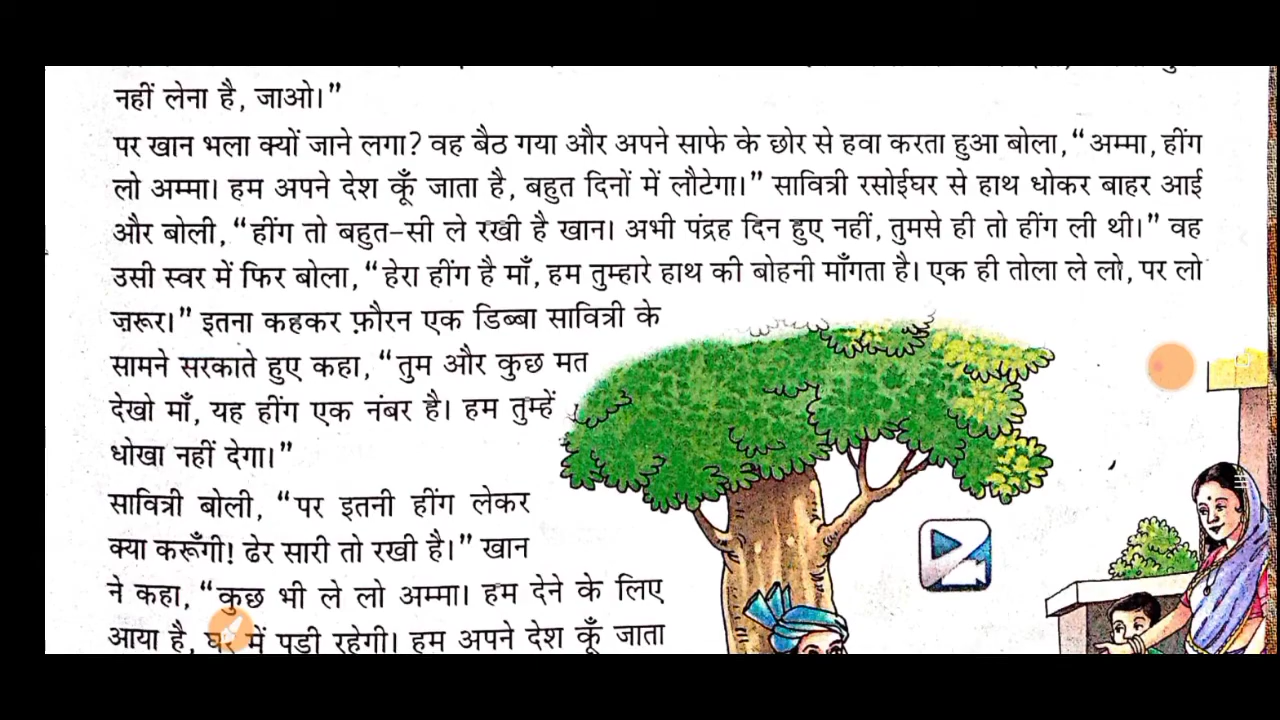 नहीं लेना है, जाओ।”
पर खान भला क्यों जाने लगा? वह बैठ गया और अपने साफे के छोर से हवा करता हुआ बोला, “अम्मा, हींग
लो अम्मा। हम अपने देश कूँ जाता है, बहुत दिनों में लौटेगा।” सावित्री रसोईघर से हाथ धोकर बाहर आई
और बोली, “हींग तो बहुत-सी ले रखी है खान। अभी पंद्रह दिन हुए नहीं, तुमसे ही तो हींग ली थी।” वह
उसी स्वर में फिर बोला, “हेरा हींग है माँ, हम तुम्हारे हाथ की बोहनी माँगता है। एक ही तोला ले लो, पर लो
ज़रूर।” इतना कहकर फ़ौरन एक डिब्बा सावित्री के
सामने सरकाते हुए कहा, “तुम और कुछ मत
देखो माँ, यह हींग एक नंबर है। हम तुम्हें
धोखा नहीं देगा।”
सावित्री बोली, “पर इतनी हींग लेकर
क्या करूँगी! ढेर सारी तो रखी है।” खान
ने कहा, “कुछ भी ले लो अम्मा। हम देने के लिए
आया है, घर में पड़ी रहेगी। हम अपने देश कूँ जाता